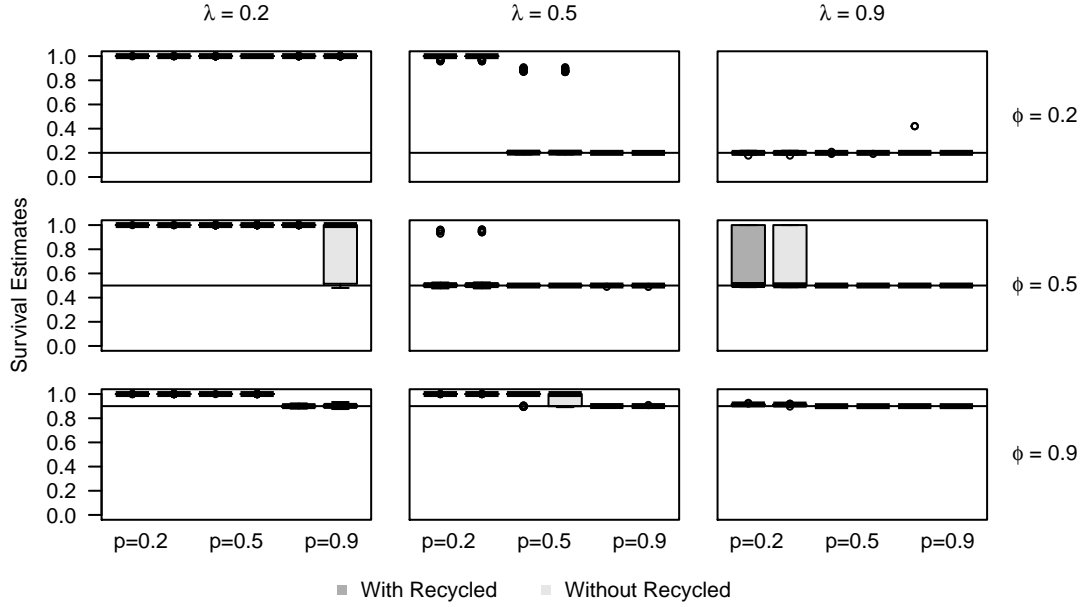 λ = 0.2 λ = 0.5 λ = 0.9
Survival Estimates
1.0
0.8
0.6
0.4
0.2
0.0
ϕ = 0.2
1.0
0.8
0.6
0.4
0.2
0.0
ϕ = 0.5
1.0
0.8
0.6
0.4
0.2
0.0
ϕ = 0.9
p=0.2 p=0.5 p=0.9 p=0.2 p=0.5 p=0.9 p=0.2 p=0.5 p=0.9
With Recycled Without Recycled